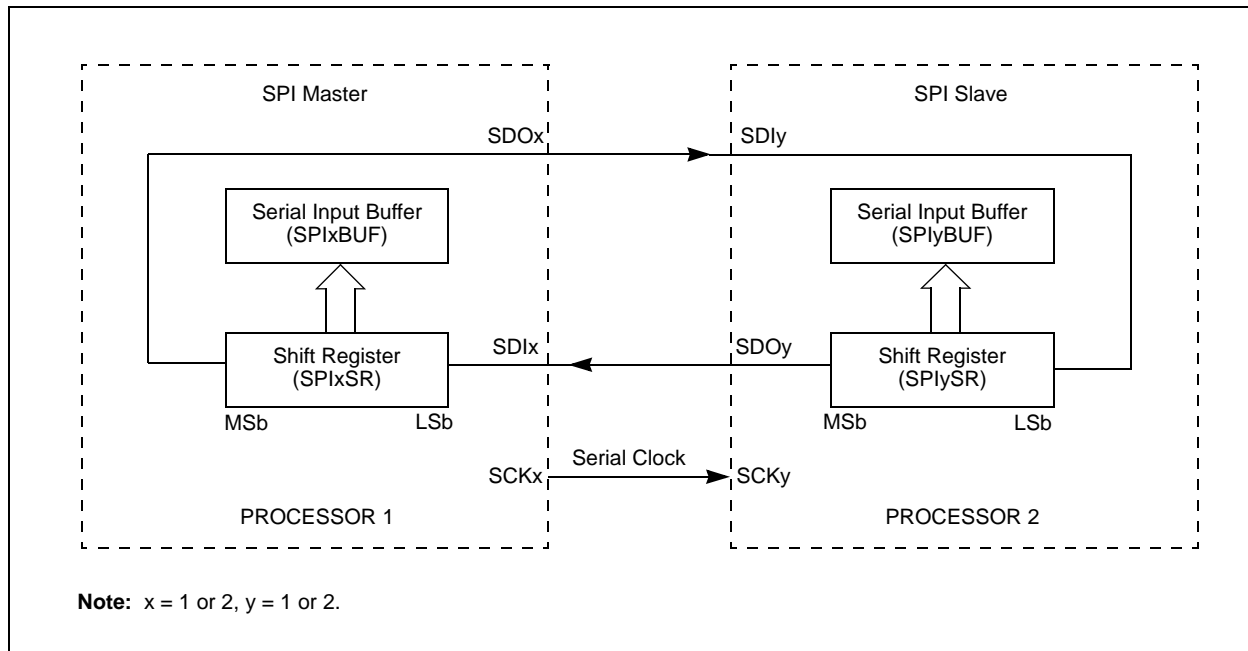 SPI Master
SPI Slave
SDOx
SDIy
Serial Input Buffer
(SPIxBUF)
Serial Input Buffer
(SPIyBUF)
Shift Register
(SPIxSR)
SDIx
SDOy
Shift Register
(SPIySR)
MSb
LSb
MSb
LSb
Serial Clock
SCKx
SCKy
PROCESSOR 1
PROCESSOR 2
Note: x = 1 or 2, y = 1 or 2.